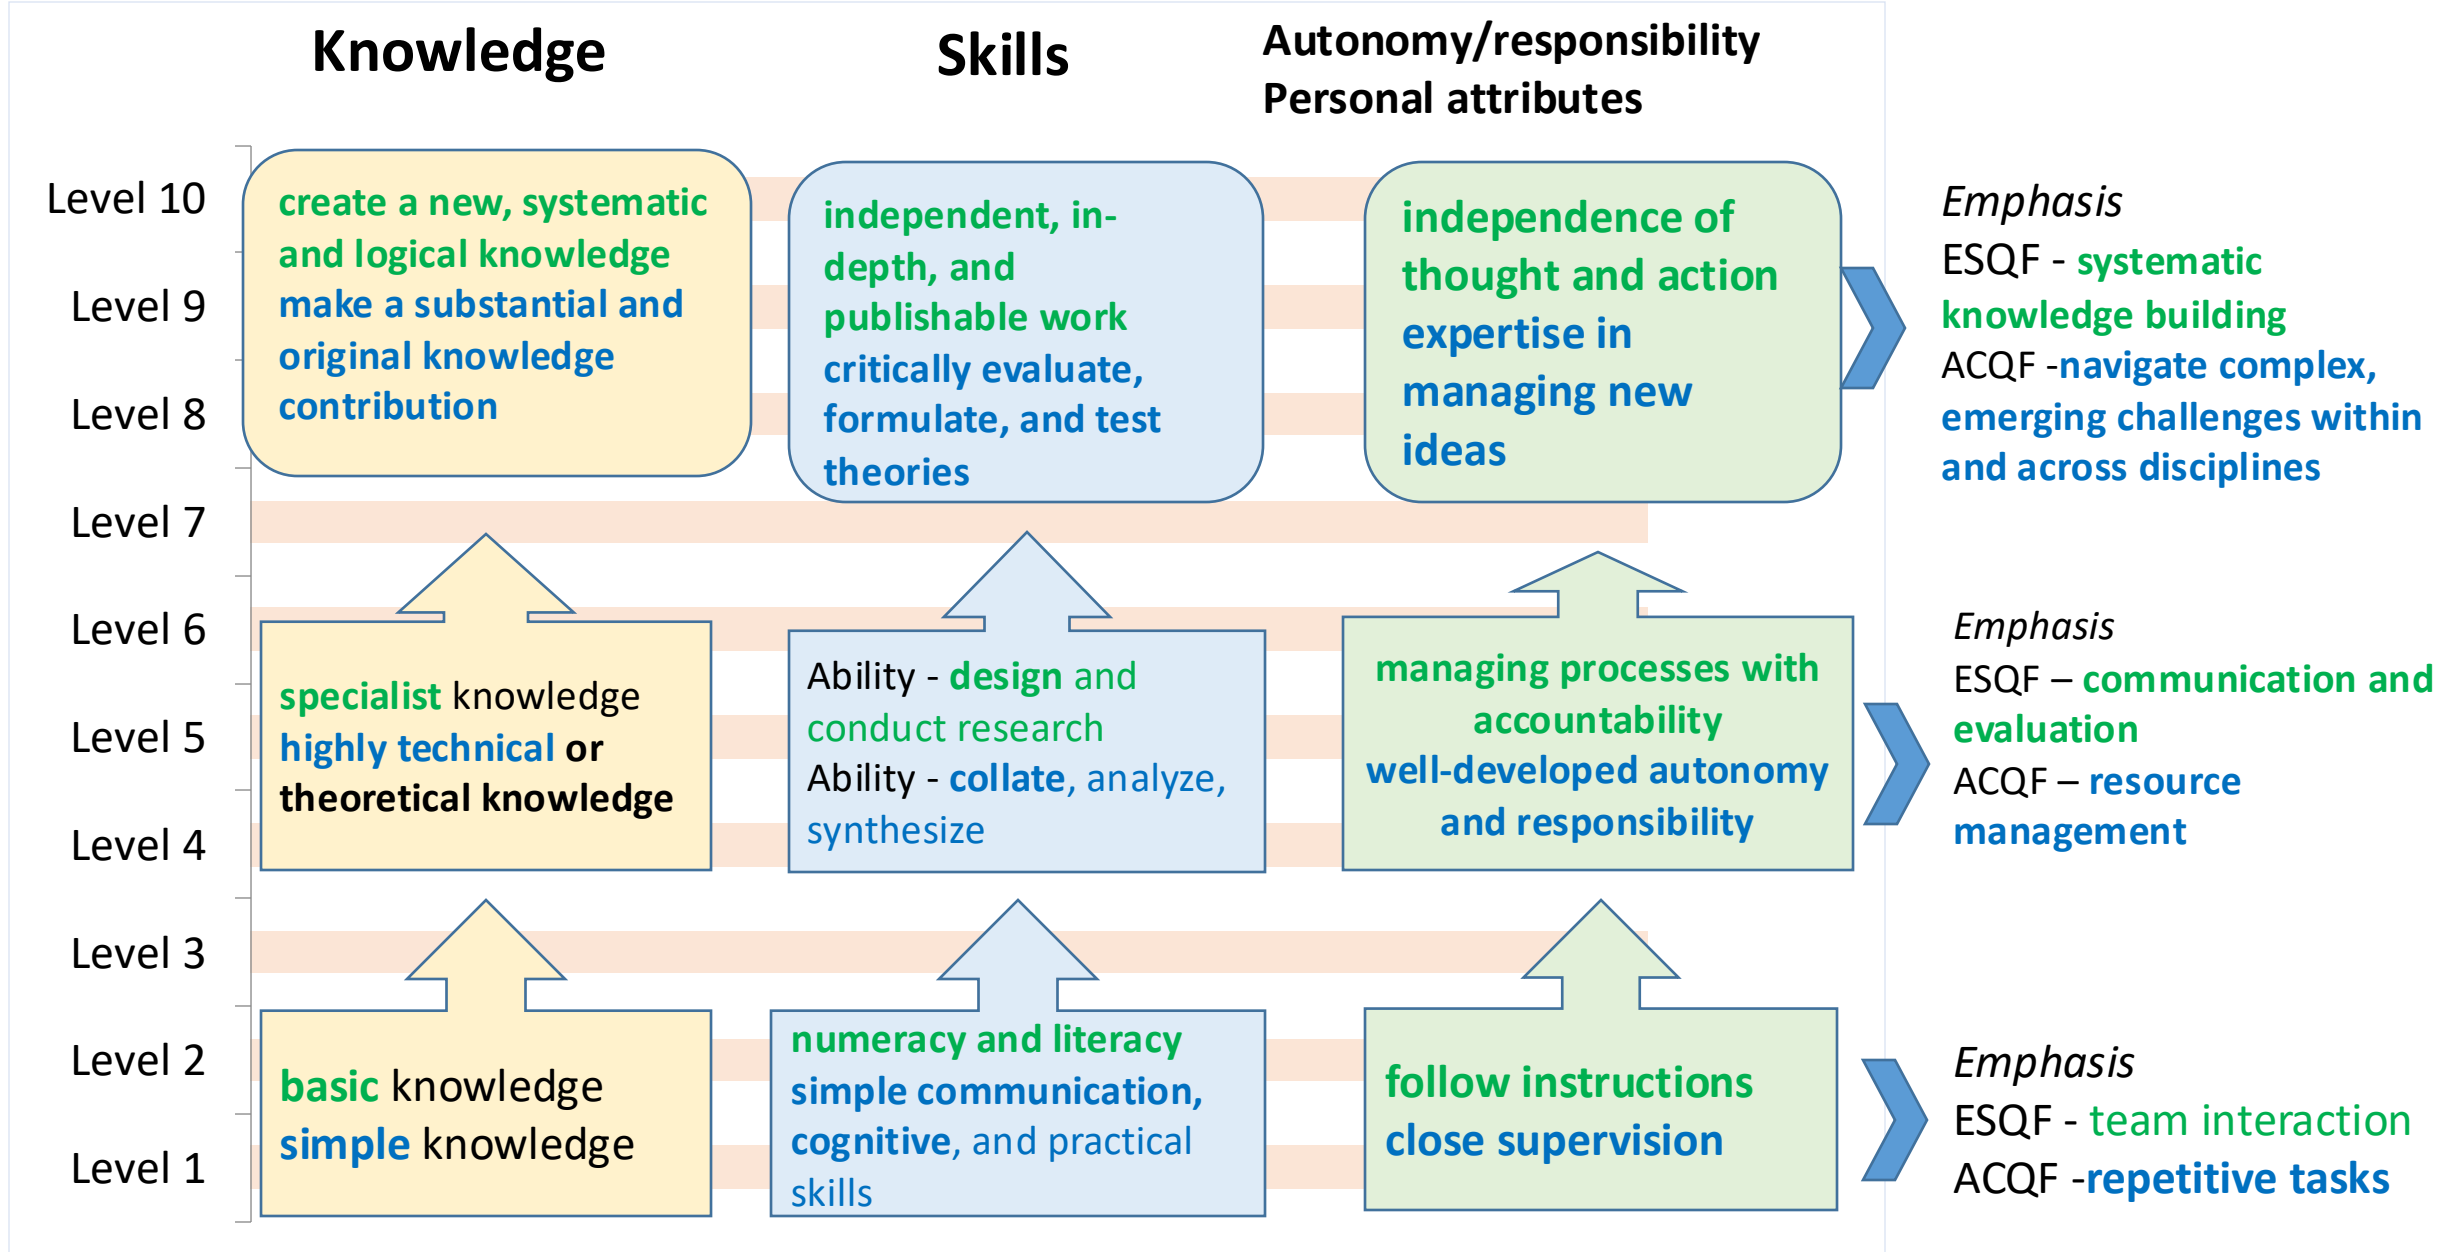 Knowledge
Skills
Autonomy/responsibility
Personal attributes
Level 10
Level 9
Level 8
Level 7
Level 6
Level 5
Level 4
Level 3
Level 2
Level 1
create a new, systematic
and logical knowledge
make a substantial and
original knowledge
contribution
independent, in-
depth, and
publishable work
critically evaluate,
formulate, and test
theories
independence of
thought and action
expertise in
managing new
ideas
Emphasis
ESQF - systematic
knowledge building
ACQF -navigate complex,
emerging challenges within
and across disciplines
specialist knowledge
highly technical or
theoretical knowledge
Ability - design and
conduct research
Ability - collate, analyze,
synthesize
managing processes with
accountability
well-developed autonomy
and responsibility
Emphasis
ESQF – communication and
evaluation
ACQF – resource
management
basic knowledge
simple knowledge
numeracy and literacy
simple communication,
cognitive, and practical
skills
follow instructions
close supervision
Emphasis
ESQF - team interaction
ACQF -repetitive tasks